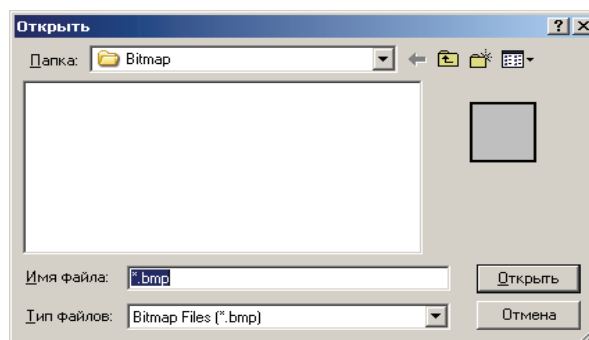 Открыть
Папка: Bitmap
Имя файла: *.bmp
Открыть
Тип файлов: Bitmap Files (*.bmp)
Отмена